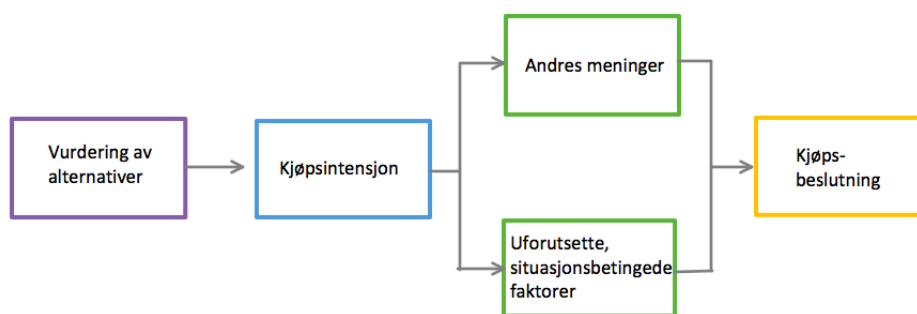 Vurdering av
alternativer
Kjøpsintensjon
Andres meninger
Uforutsette,
situasjonsbetingede
faktorer
Kjøps-
beslutning